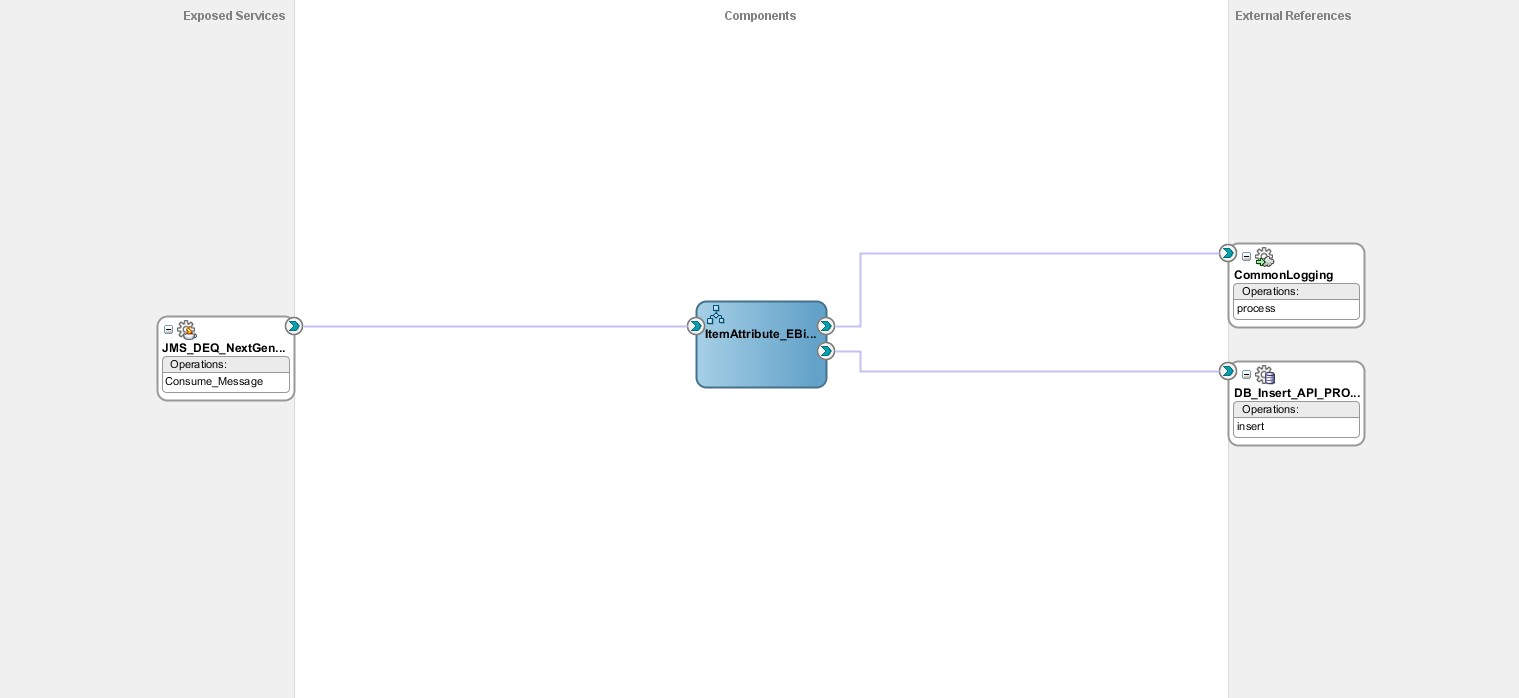 Exposed Services
Components
External References
JMS_DEQ_NextGen...
Operations:
Consume_Message
ItemAttribute_EBi...
CommonLogging
Operations:
process
DB_Insert_API_PRO...
Operations:
insert